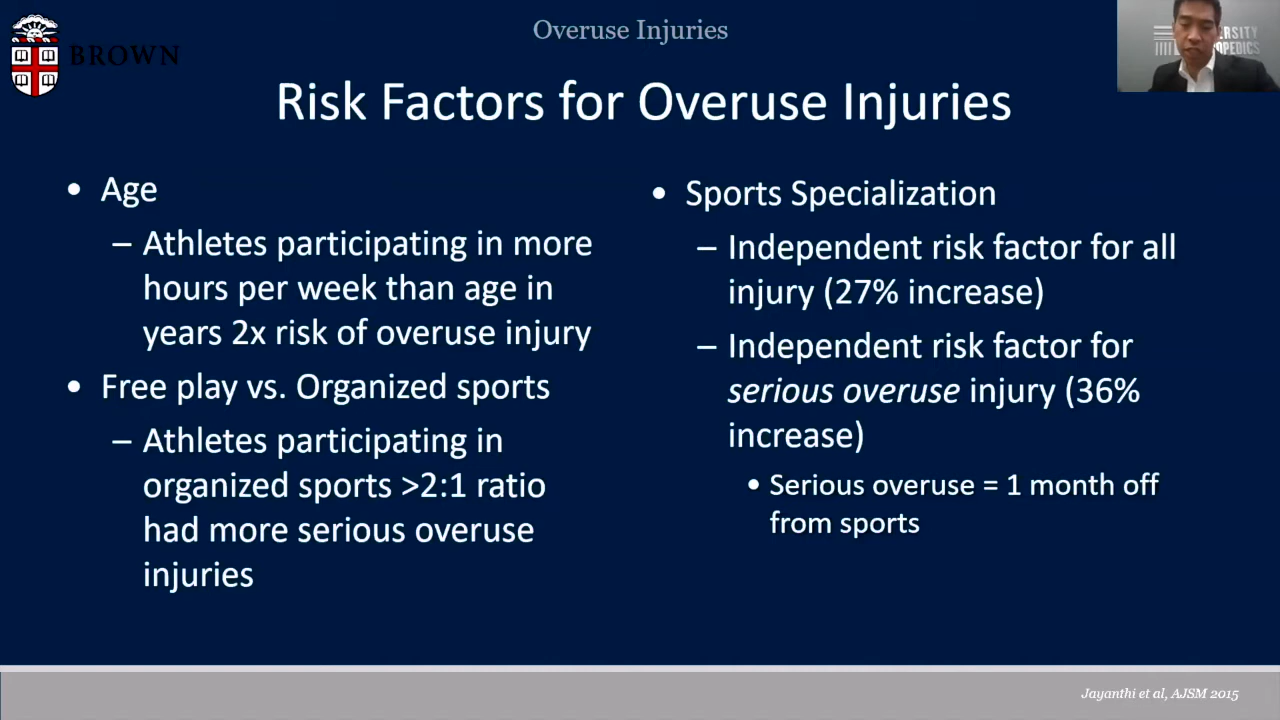 Overuse Injuries
BROWN
Risk Factors for Overuse Injuries
• Age
– Athletes participating in more
hours per week than age in
years 2x risk of overuse injury
• Free play vs. Organized sports
– Athletes participating in
organized sports >2:1 ratio
had more serious overuse
injuries
• Sports Specialization
– Independent risk factor for all
injury (27% increase)
– Independent risk factor for
serious overuse injury (36%
increase)
• Serious overuse = 1 month off
from sports
Jayanthi et al, AJSM 2015